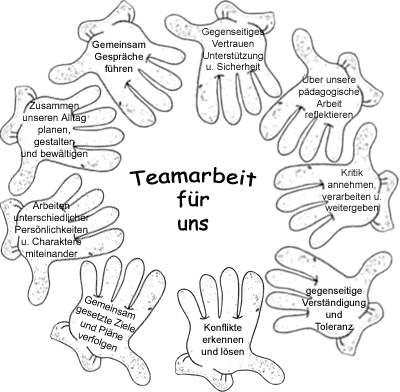 Gemeinsam
Gespräche
führen
Gegenseitiges
Vertrauen
Unterstützung
u. Sicherheit
Über unsere
pädagogische
Arbeit
reflektieren
Kritik
annehmen,
verarbeiten u.
weitergeben
gegenseitige
Verständigung
und
Toleranz
Konflikte
erkennen
und lösen
Gemeinsam
gesetzte Ziele
und Pläne
verfolgen
Arbeiten
unterschiedlicher
Persönlichkeiten
u. Charaktere
miteinander
Zusammen
unseren Alltag
planen,
gestalten
und bewältigen
Teamarbeit
für
uns